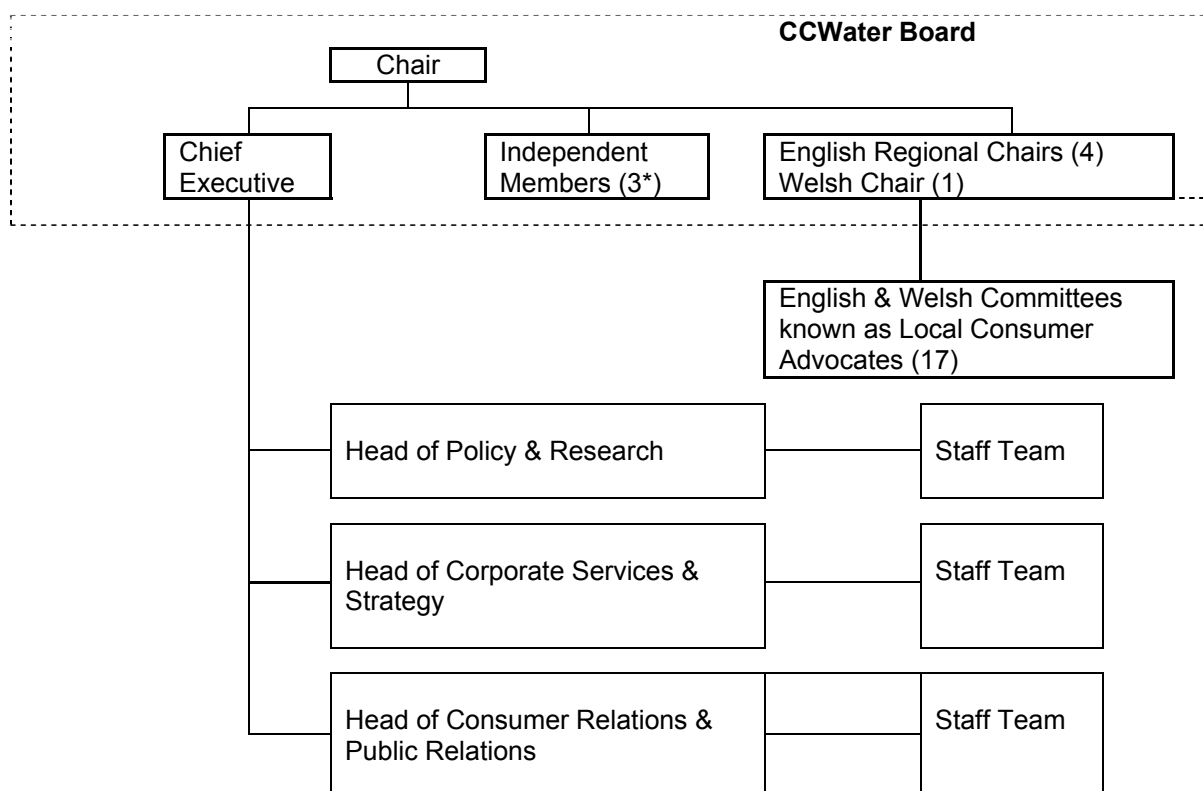 CCWater Board
Chair
Chief
Executive
Independent
Members (3*)
English Regional Chairs (4)
Welsh Chair (1)
English & Welsh Committees
known as Local Consumer
Advocates (17)
Head of Policy & Research
Staff Team
Head of Corporate Services &
Strategy
Staff Team
Head of Consumer Relations &
Public Relations
Staff Team